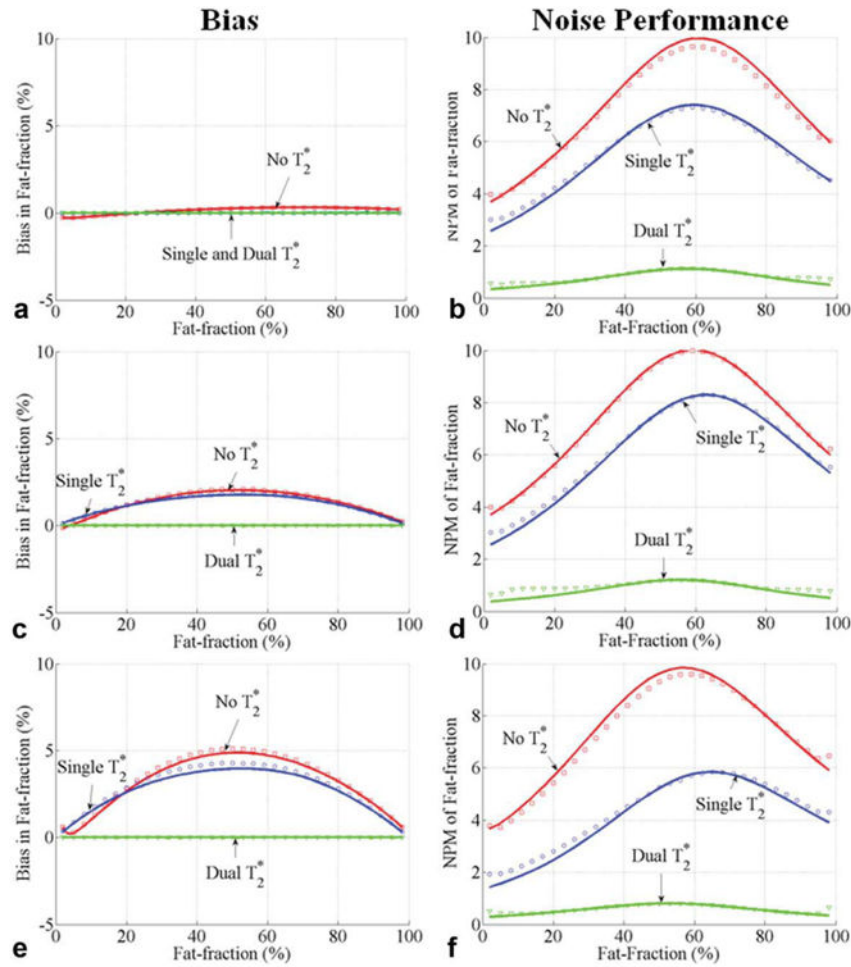 Bias
Noise Performance
10
5
0
-5
0 20 40 60 80 100
Bias in Fat-fraction (%)
Fat-fraction (%)
No T2*
Single and Dual T2*
a
10
8
6
4
2
0
0 20 40 60 80 100
NPM of Fat-fraction
Fat-Fraction (%)
No T2*
Single T2*
Dual T2*
b
10
5
0
-5
0 20 40 60 80 100
Bias in Fat-fraction (%)
Fat-fraction (%)
Single T2*
No T2*
Dual T2*
c
10
8
6
4
2
0
0 20 40 60 80 100
NPM of Fat-fraction
Fat-Fraction (%)
No T2*
Single T2*
Dual T2*
d
10
5
0
-5
0 20 40 60 80 100
Bias in Fat-fraction (%)
Fat-fraction (%)
No T2*
Single T2*
Dual T2*
e
10
8
6
4
2
0
0 20 40 60 80 100
NPM of Fat-fraction
Fat-Fraction (%)
No T2*
Single T2*
Dual T2*
f